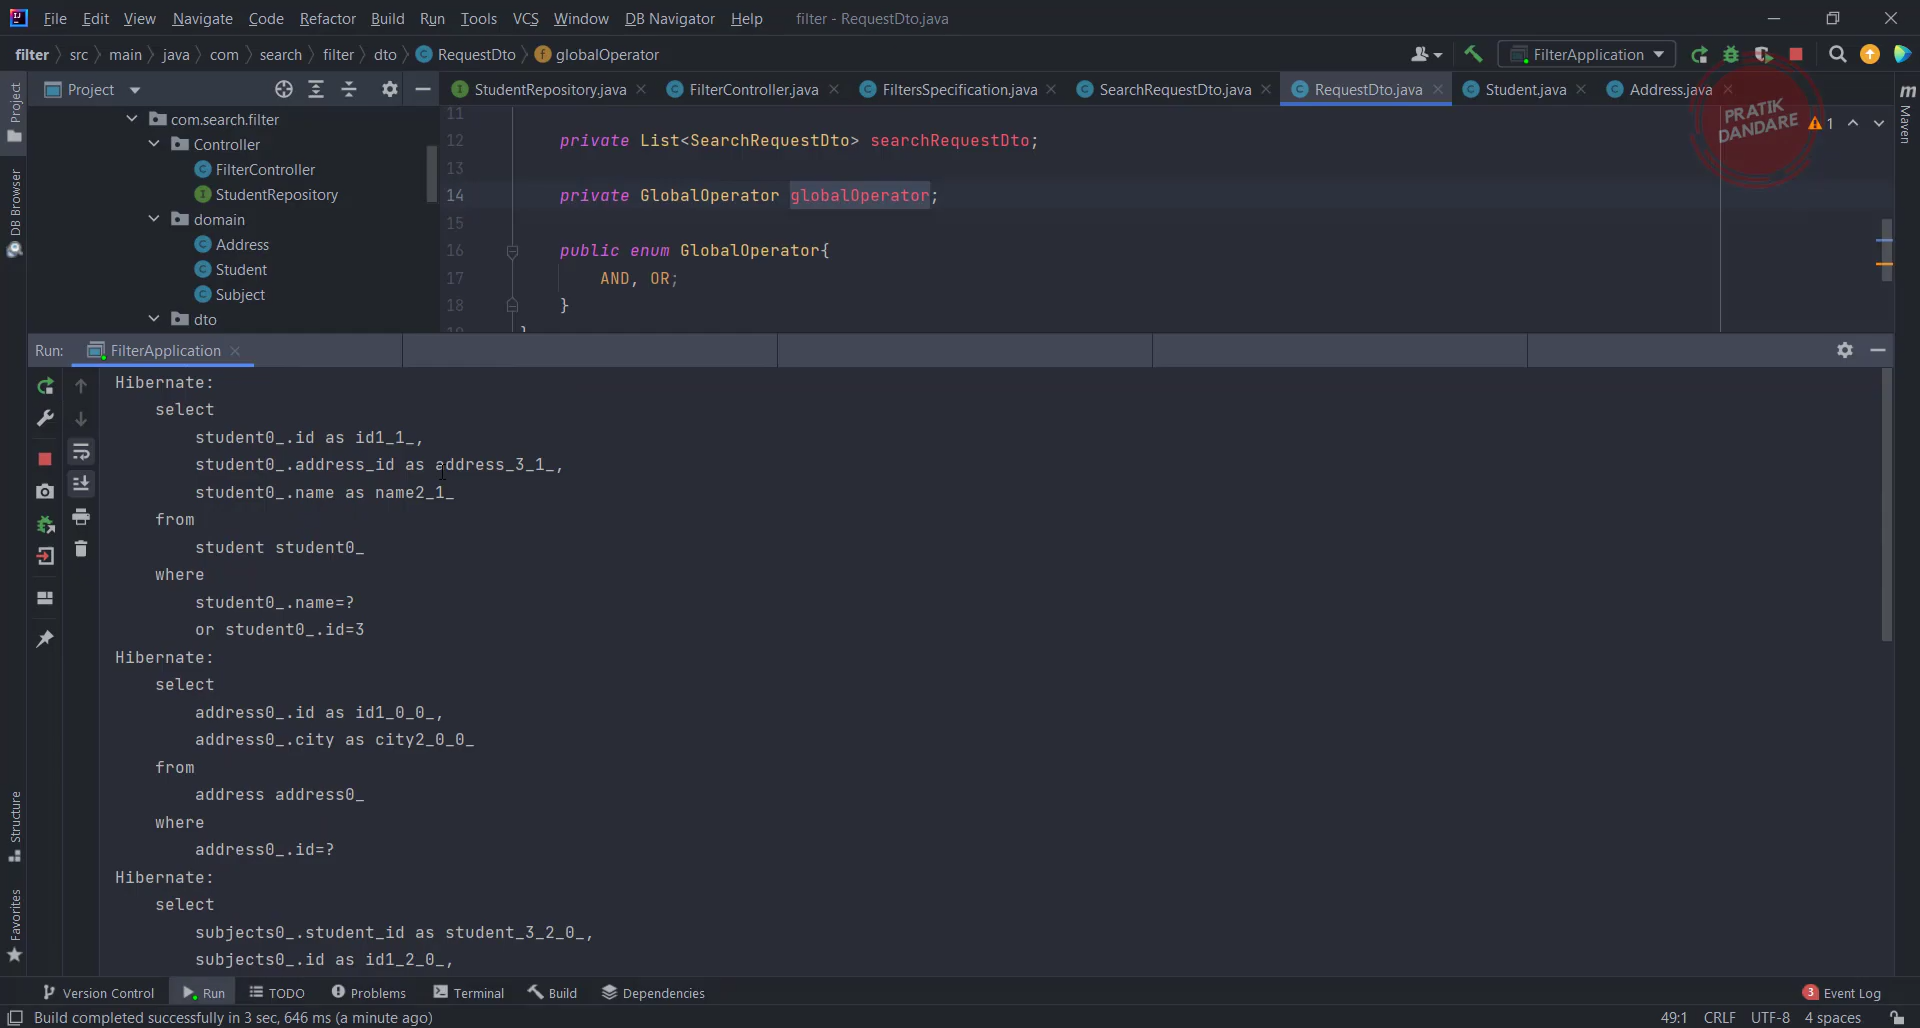 File Edit View Navigate Code Refactor Build Run Tools VCS Window DB Navigator Help filter - RequestDto.java
filter src main java com search filter dto RequestDto globalOperator FilterApplication
Project StudentRepository.java FilterController.java FiltersSpecification.java SearchRequestDto.java RequestDto.java Student.java Address.java
com.search.filter
Controller
FilterController
StudentRepository
domain
Address
Student
Subject
dto
11
12 private List<SearchRequestDto> searchRequestDto;
13
14 private GlobalOperator globalOperator;
15
16 public enum GlobalOperator{
17 AND, OR;
18 }
19 }
PRATIK
DANDARE
1
Project
DB Browser
Structure
Favorites
Maven
Run: FilterApplication
Hibernate:
select
student0_.id as id1_1_,
student0_.address_id as address_3_1_,
student0_.name as name2_1_
from
student student0_
where
student0_.name=?
or student0_.id=3
Hibernate:
select
address0_.id as id1_0_0_,
address0_.city as city2_0_0_
from
address address0_
where
address0_.id=?
Hibernate:
select
subjects0_.student_id as student_3_2_0_,
subjects0_.id as id1_2_0_,
Version Control Run TODO Problems Terminal Build Dependencies 3 Event Log
Build completed successfully in 3 sec, 646 ms (a minute ago) 49:1 CRLF UTF-8 4 spaces